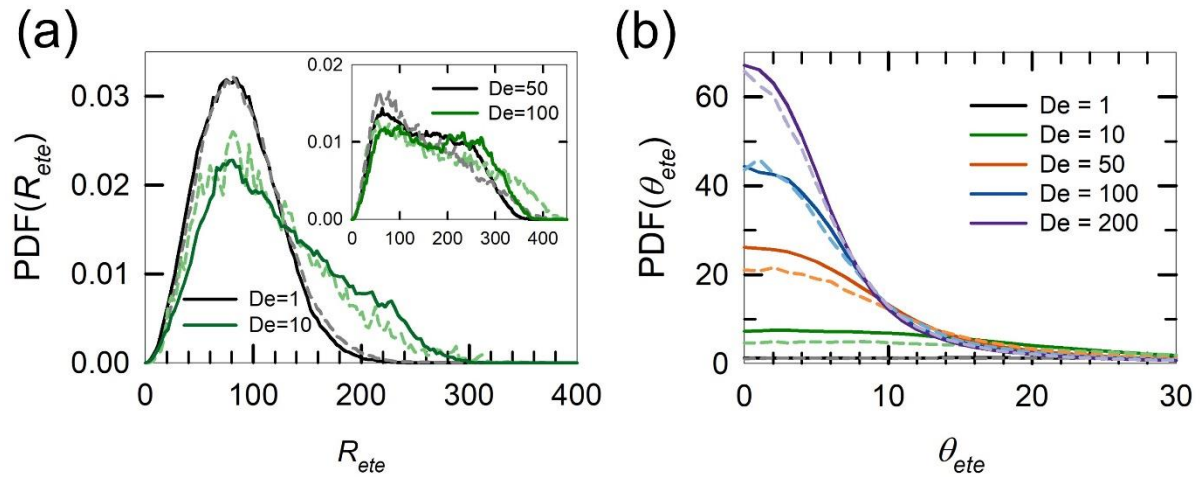 (a)
PDF(R_ete)
0.03
0.02
0.01
0.00
0 100 200 300 400
R_ete
De=1
De=10
0.02
0.01
0.00
0 100 200 300 400
De=50
De=100
(b)
PDF(θ_ete)
60
40
20
0
0 10 20 30
θ_ete
De = 1
De = 10
De = 50
De = 100
De = 200